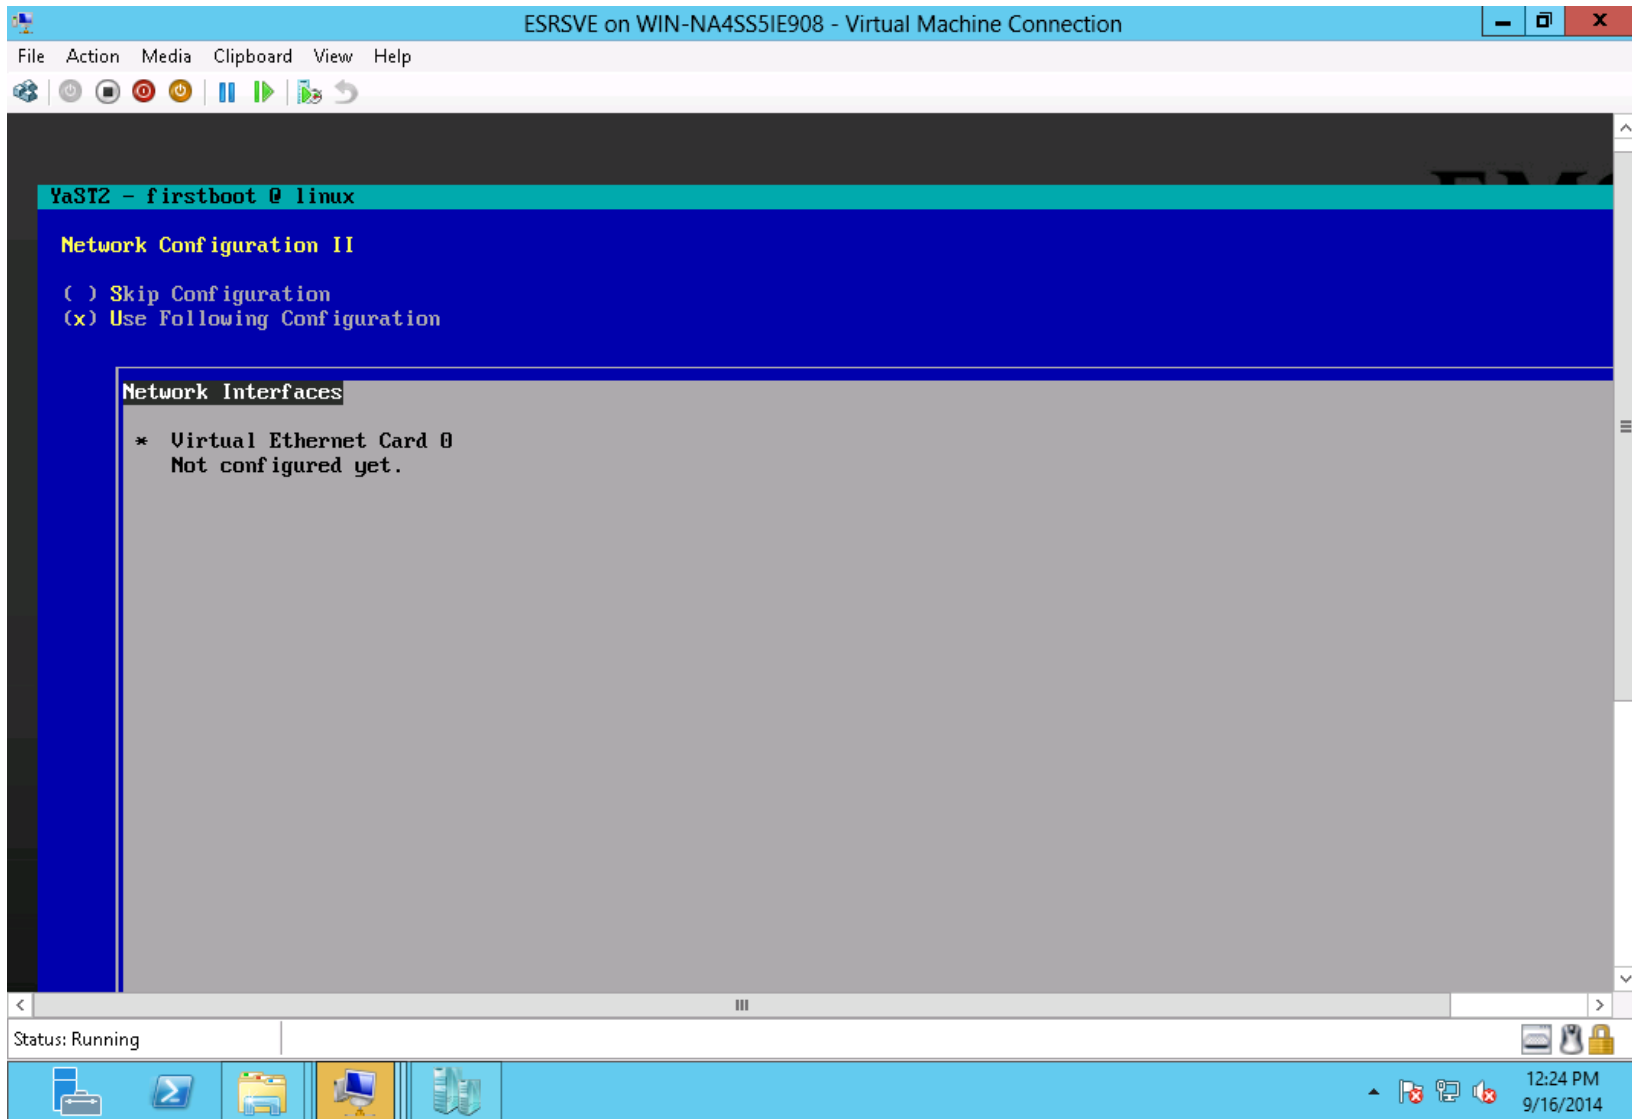 ESRSVE on WIN-NA4SS5IE908 - Virtual Machine Connection
File Action Media Clipboard View Help
YaST2 - firstboot @ linux
Network Configuration II
( ) Skip Configuration
(x) Use Following Configuration
Network Interfaces
* Virtual Ethernet Card 0
Not configured yet.
Status: Running
12:24 PM
9/16/2014